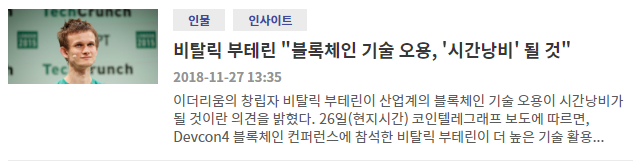 TechCrunch
TechCrunch
인물 인사이트
비탈릭 부테린 "블록체인 기술 오용, '시간낭비' 될 것"
2018-11-27 13:35
이더리움의 창립자 비탈릭 부테린이 산업계의 블록체인 기술 오용이 시간낭비가
될 것이란 의견을 밝혔다. 26일(현지시간) 코인텔레그래프 보도에 따르면,
Devcon4 블록체인 컨퍼런스에 참석한 비탈릭 부테린이 더 높은 기술 활용...